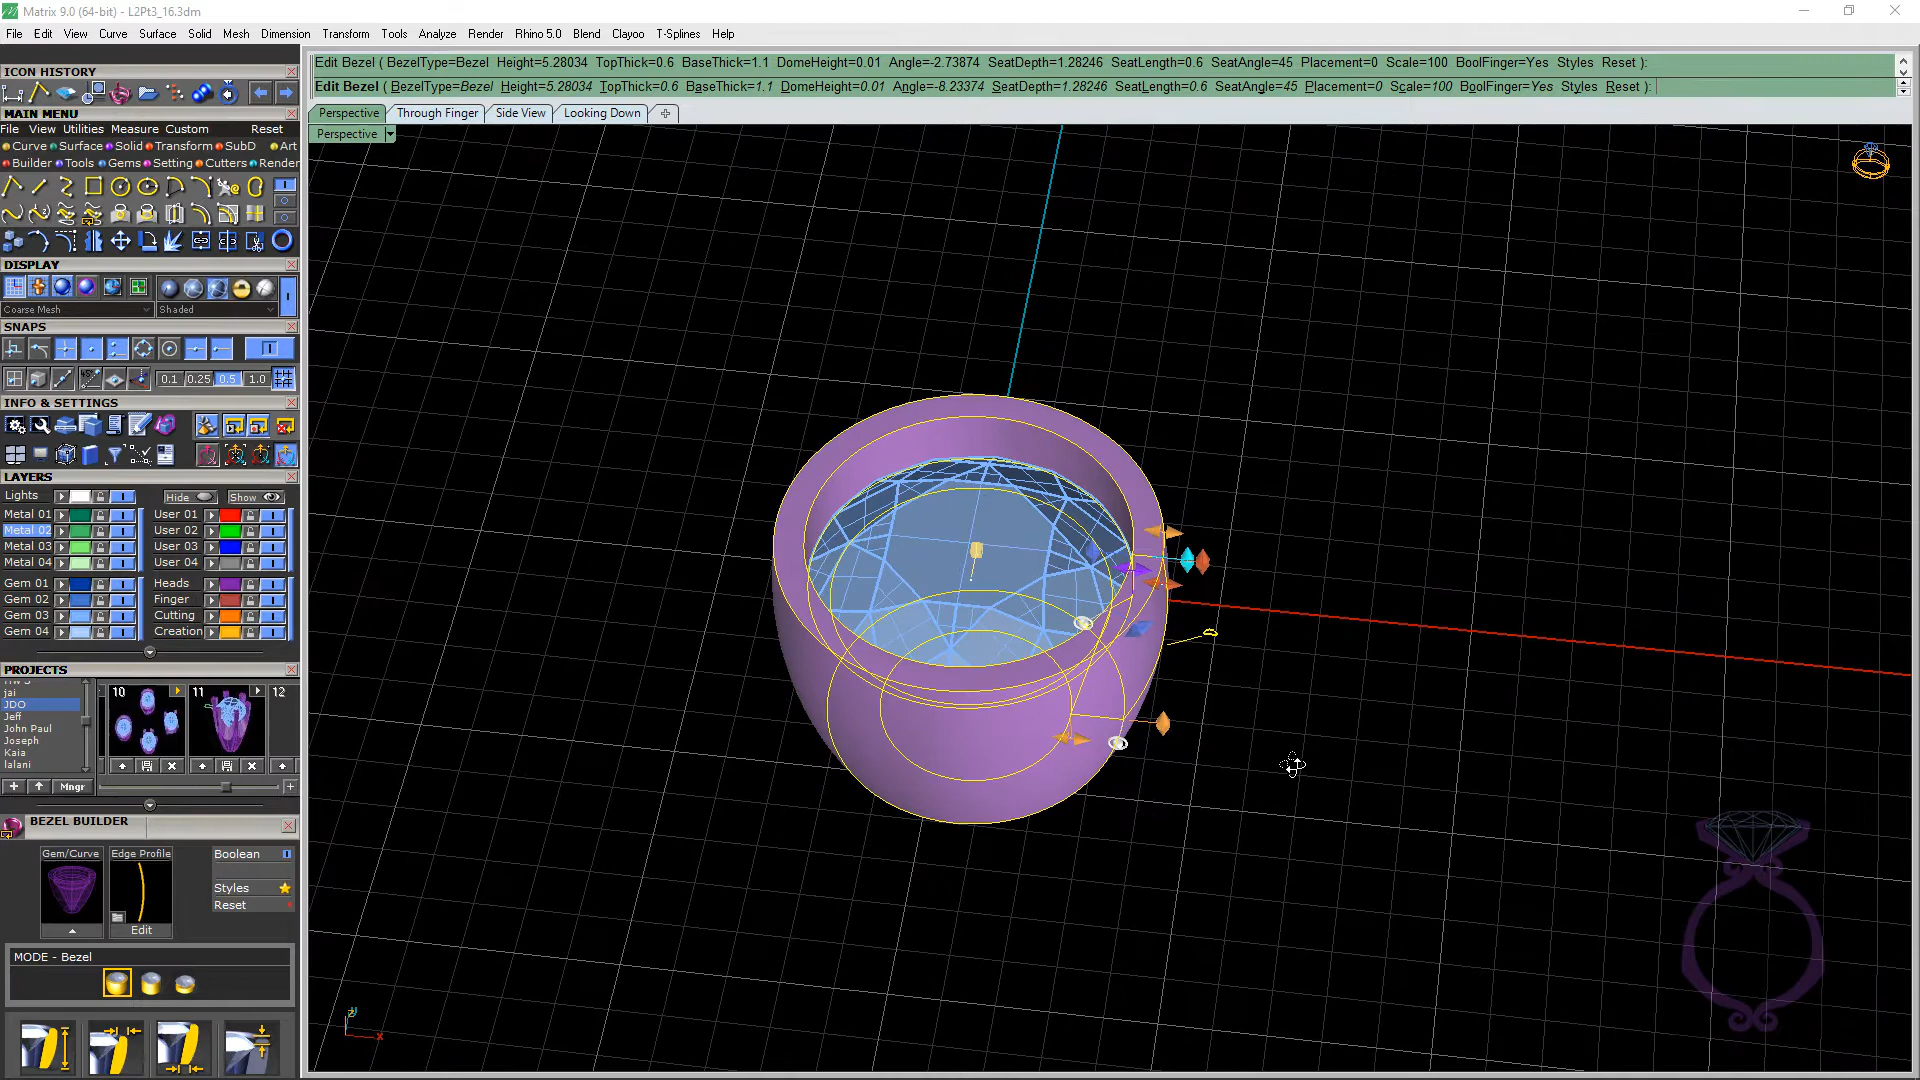 Matrix 9.0 (64-bit) - L2Pt3_16.3dm
File Edit View Curve Surface Solid Mesh Dimension Transform Tools Analyze Render Rhino 5.0 Blend Clayoo T-Splines Help
Edit Bezel ( BezelType=Bezel Height=5.28034 TopThick=0.6 BaseThick=1.1 DomeHeight=0.01 Angle=-2.73874 SeatDepth=1.28246 SeatLength=0.6 SeatAngle=45 Placement=0 Scale=100 BoolFinger=Yes Styles Reset ):
Edit Bezel ( BezelType=Bezel Height=5.28034 TopThick=0.6 BaseThick=1.1 DomeHeight=0.01 Angle=-8.23374 SeatDepth=1.28246 SeatLength=0.6 SeatAngle=45 Placement=0 Scale=100 BoolFinger=Yes Styles Reset ):
Perspective Through Finger Side View Looking Down
Perspective
ICON HISTORY
MAIN MENU
File View Utilities Measure Custom Reset
Curve Surface Solid Transform SubD Art
Builder Tools Gems Setting Cutters Render
DISPLAY
Coarse Mesh Shaded
SNAPS
0.1 0.25 0.5 1.0
INFO & SETTINGS
LAYERS
Lights Hide Show
Metal 01 User 01
Metal 02 User 02
Metal 03 User 03
Metal 04 User 04
Gem 01 Heads
Gem 02 Finger
Gem 03 Cutting
Gem 04 Creation
PROJECTS
jai
JDO
Jeff
John Paul
Joseph
Kaia
lalani
10 11 12
Mngr
BEZEL BUILDER
Gem/Curve Edge Profile Boolean
Styles
Reset
Edit
MODE - Bezel
z
x